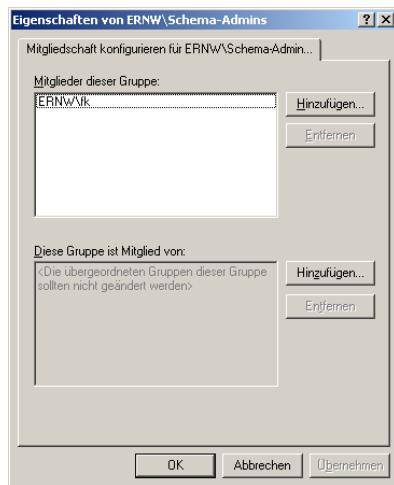 Eigenschaften von ERNW\Schema-Admins
Mitgliedschaft konfigurieren für ERNW\Schema-Admin...
Mitglieder dieser Gruppe:
ERNW\fk
Hinzufügen...
Entfernen
Diese Gruppe ist Mitglied von:
<Die übergeordneten Gruppen dieser Gruppe
sollten nicht geändert werden>
Hinzufügen...
Entfernen
OK
Abbrechen
Übernehmen